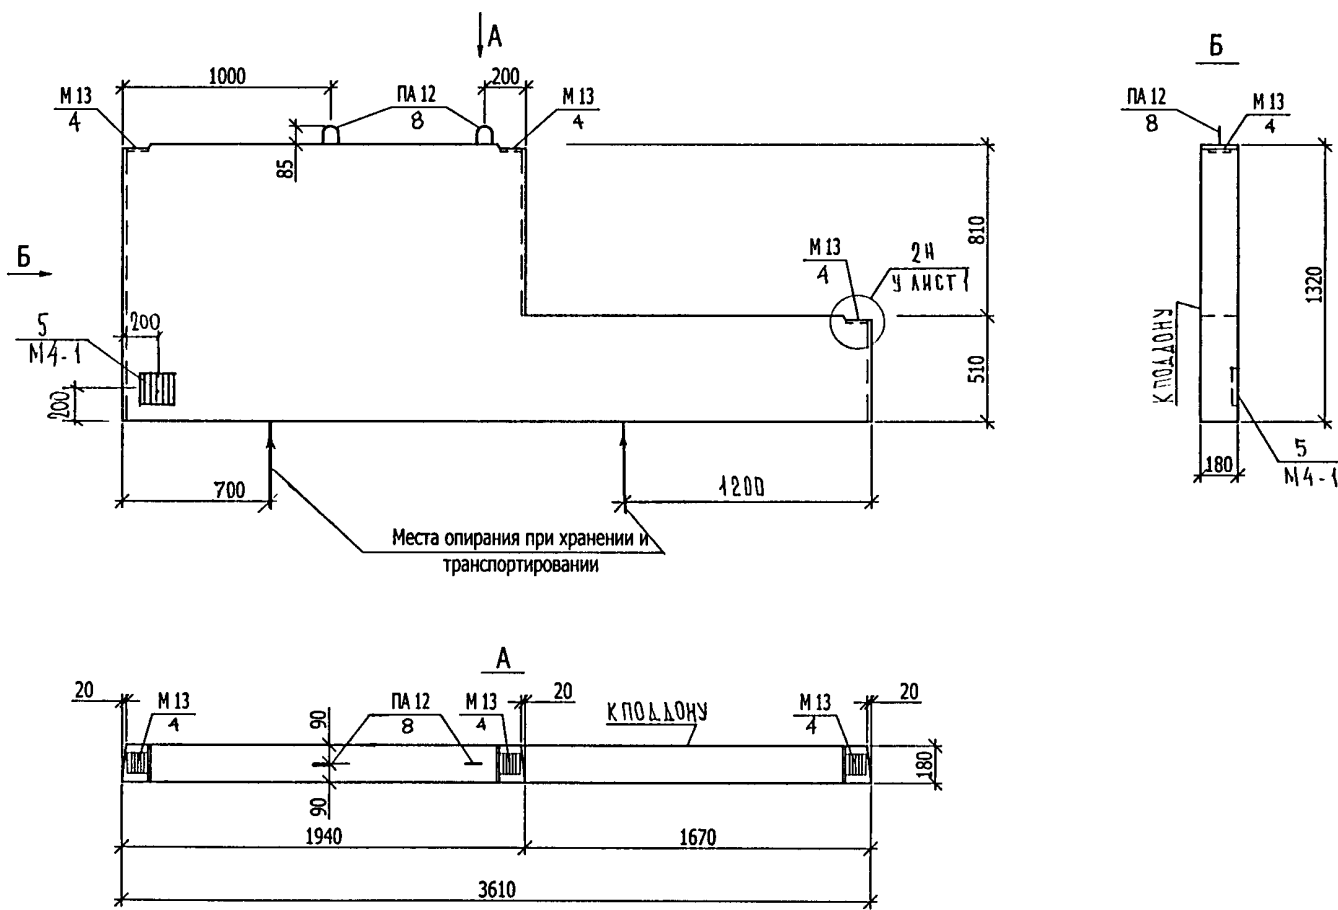 А
Б
1000
200
М 13
4
ПА 12
8
М 13
4
ПА 12
8
М 13
4
85
Б
810
М 13
4
2Н
У ЛИСТ 1
1320
200
5
М4-1
200
510
К ПОДДОНУ
5
М4-1
180
700
1200
Места опирания при хранении и
транспортировании
А
20
М 13
4
90
ПА 12
8
М 13
4
20
К ПОДДОНУ
М 13
4
20
180
90
1940
1670
3610